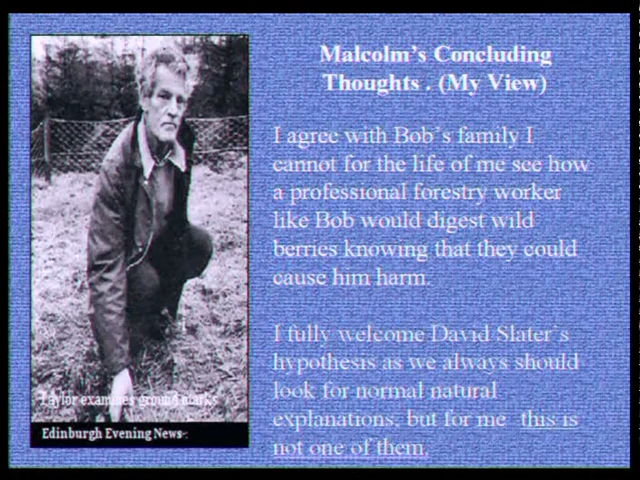 Malcolm's Concluding
Thoughts . (My View)
I agree with Bob's family I
cannot for the life of me see how
a professional forestry worker
like Bob would digest wild
berries knowing that they could
cause him harm.
I fully welcome David Slater's
hypothesis as we always should
look for normal natural
explanations, but for me this is
not one of them.
Taylor examines ground marks
Edinburgh Evening News